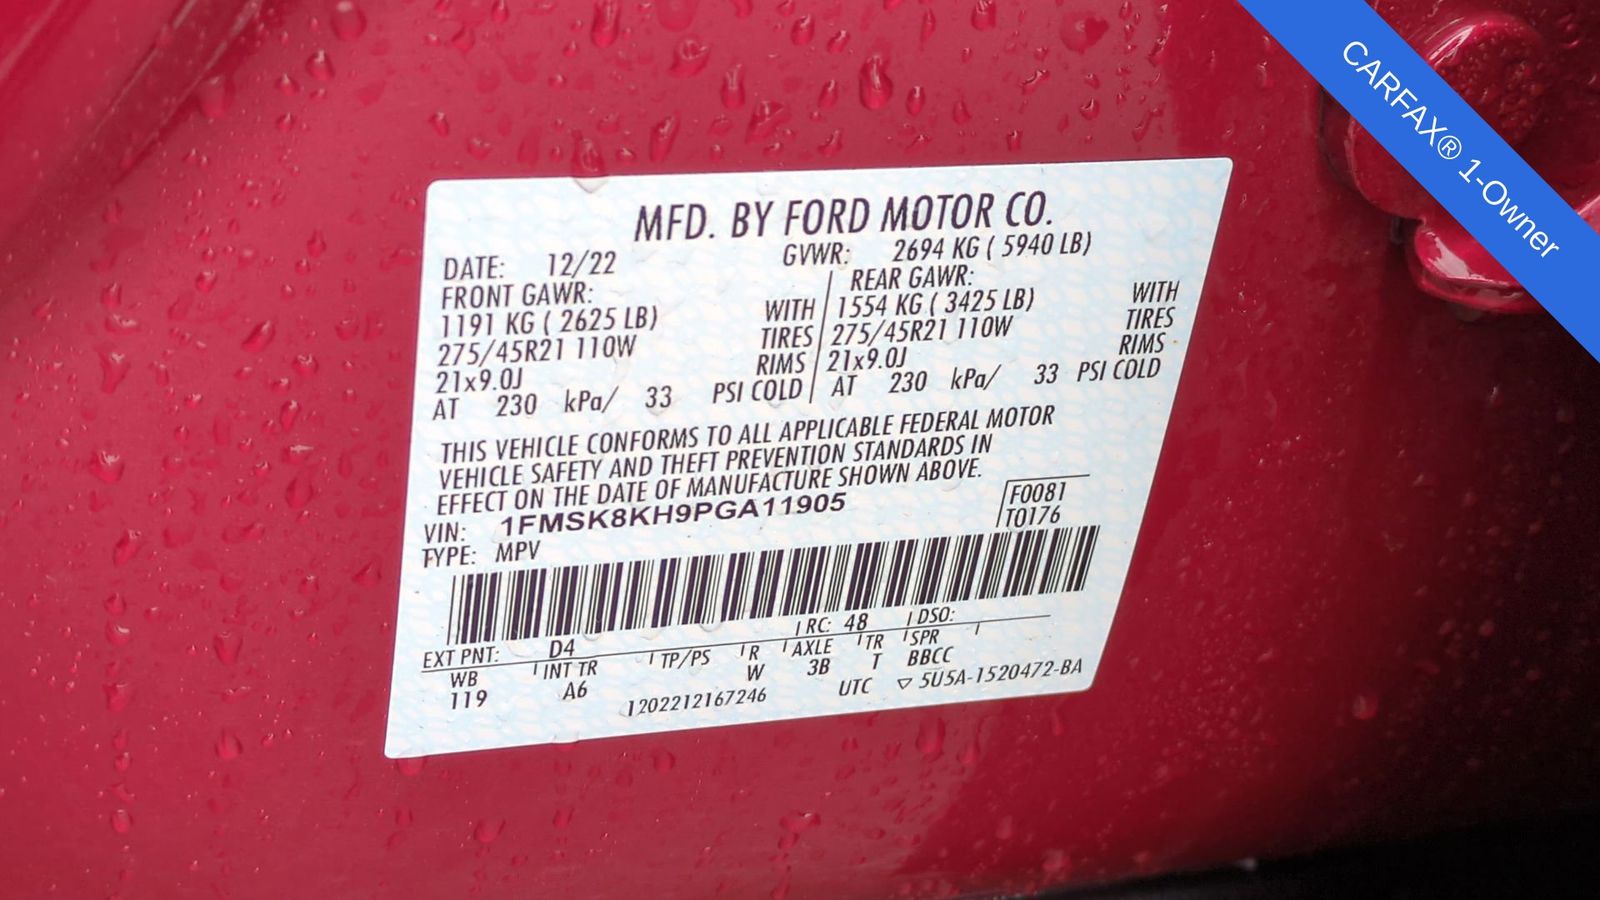 CARFAX® 1-Owner
MFD. BY FORD MOTOR CO.
DATE: 12/22 GVWR: 2694 KG ( 5940 LB)
FRONT GAWR: REAR GAWR:
1191 KG ( 2625 LB) WITH 1554 KG ( 3425 LB) WITH
275/45R21 110W TIRES 275/45R21 110W TIRES
21x9.0J RIMS 21x9.0J RIMS
AT 230 kPa/ 33 PSI COLD AT 230 kPa/ 33 PSI COLD
THIS VEHICLE CONFORMS TO ALL APPLICABLE FEDERAL MOTOR
VEHICLE SAFETY AND THEFT PREVENTION STANDARDS IN
EFFECT ON THE DATE OF MANUFACTURE SHOWN ABOVE.
VIN: 1FMSK8KH9PGA11905 F0081
TYPE: MPV T0176
EXT PNT: D4 RC: 48 DSO:
WB INT TR TP/PS R AXLE TR SPR
119 A6 W 3B T BBCC
1202212167246 UTC ▽ 5U5A-1520472-BA